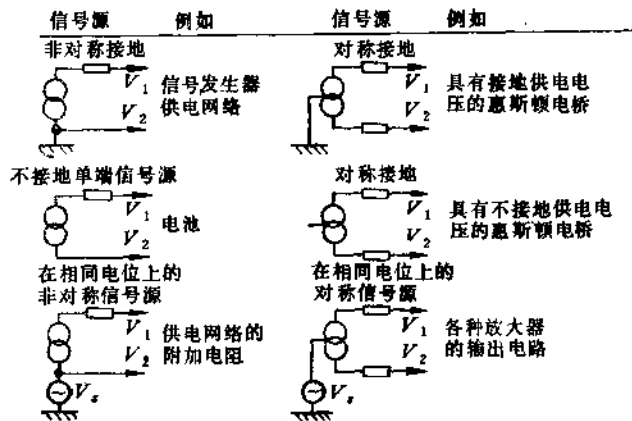 信号源 例如 信号源 例如
非对称接地
V1 信号发生器
V2 供电网络
对称接地
V1 具有接地供电电
V2 压的惠斯顿电桥
不接地单端信号源
V1
V2 电池
对称接地
V1 具有不接地供电电
V2 压的惠斯顿电桥
在相同电位上的
非对称信号源
V1 供电网络的
V2 附加电阻
Vs
在相同电位上的
对称信号源
V1 各种放大器
V2 的输出电路
Vs